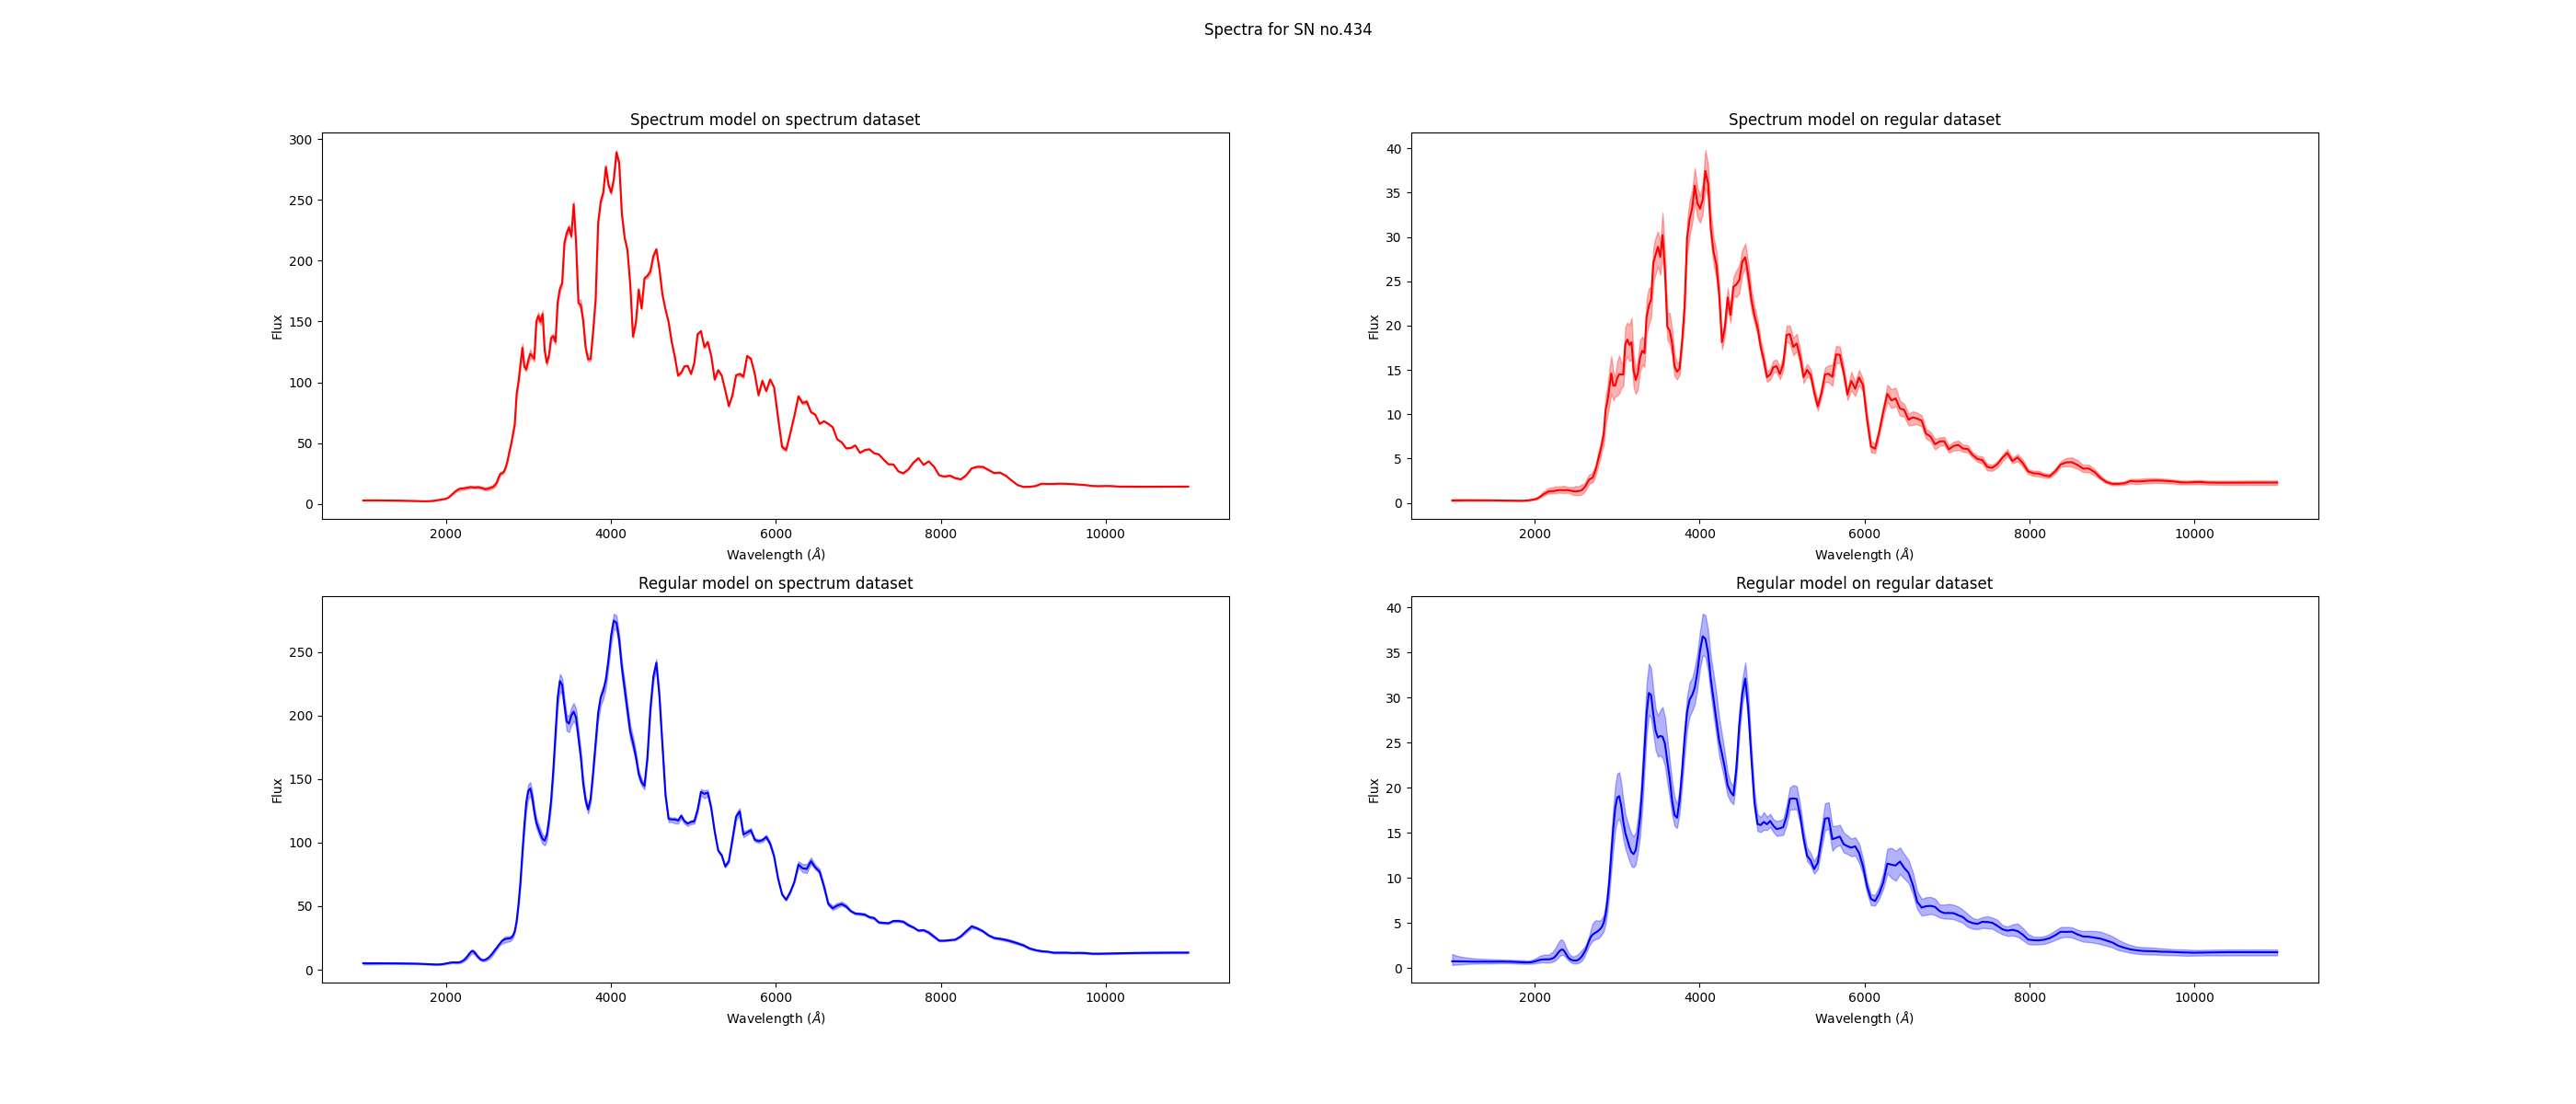 Spectra for SN no.434
Spectrum model on spectrum dataset
300
250
200
150
100
50
0
Flux
2000 4000 6000 8000 10000
Wavelength (Å)
Spectrum model on regular dataset
40
35
30
25
20
15
10
5
0
Flux
2000 4000 6000 8000 10000
Wavelength (Å)
Regular model on spectrum dataset
250
200
150
100
50
0
Flux
2000 4000 6000 8000 10000
Wavelength (Å)
Regular model on regular dataset
40
35
30
25
20
15
10
5
0
Flux
2000 4000 6000 8000 10000
Wavelength (Å)